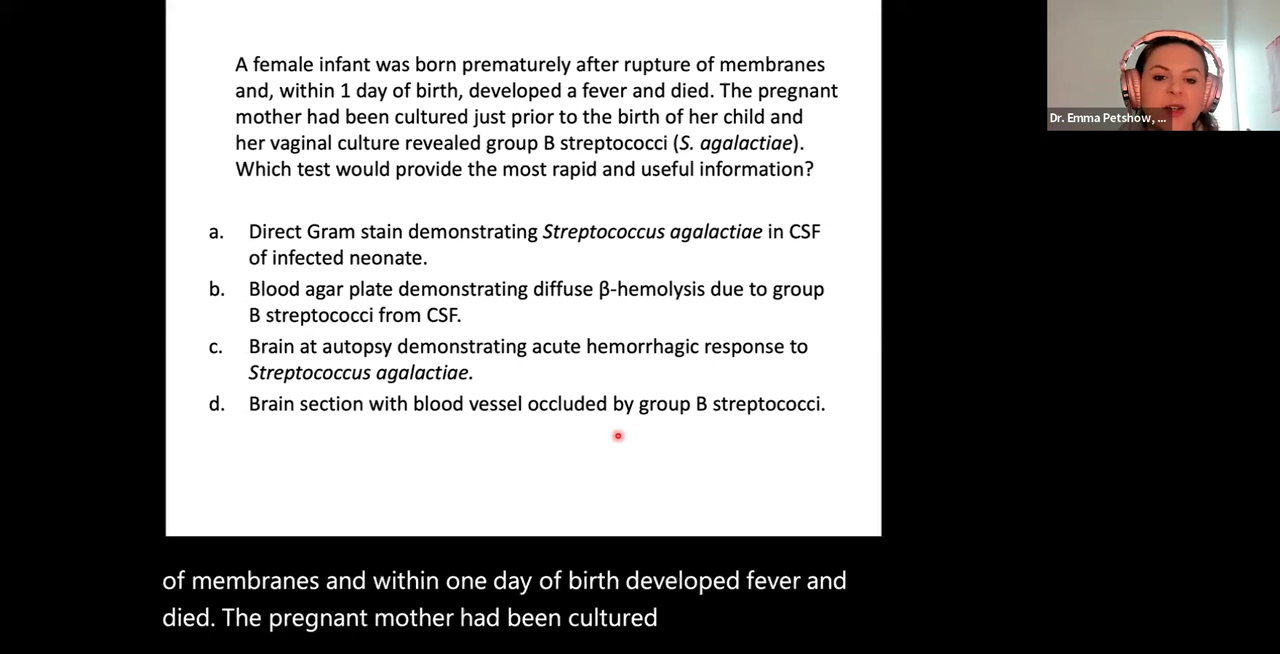 A female infant was born prematurely after rupture of membranes
and, within 1 day of birth, developed a fever and died. The pregnant
mother had been cultured just prior to the birth of her child and
her vaginal culture revealed group B streptococci (S. agalactiae).
Which test would provide the most rapid and useful information?
a. Direct Gram stain demonstrating Streptococcus agalactiae in CSF
of infected neonate.
b. Blood agar plate demonstrating diffuse β-hemolysis due to group
B streptococci from CSF.
c. Brain at autopsy demonstrating acute hemorrhagic response to
Streptococcus agalactiae.
d. Brain section with blood vessel occluded by group B streptococci.
Dr. Emma Petshow, ...
of membranes and within one day of birth developed fever and
died. The pregnant mother had been cultured